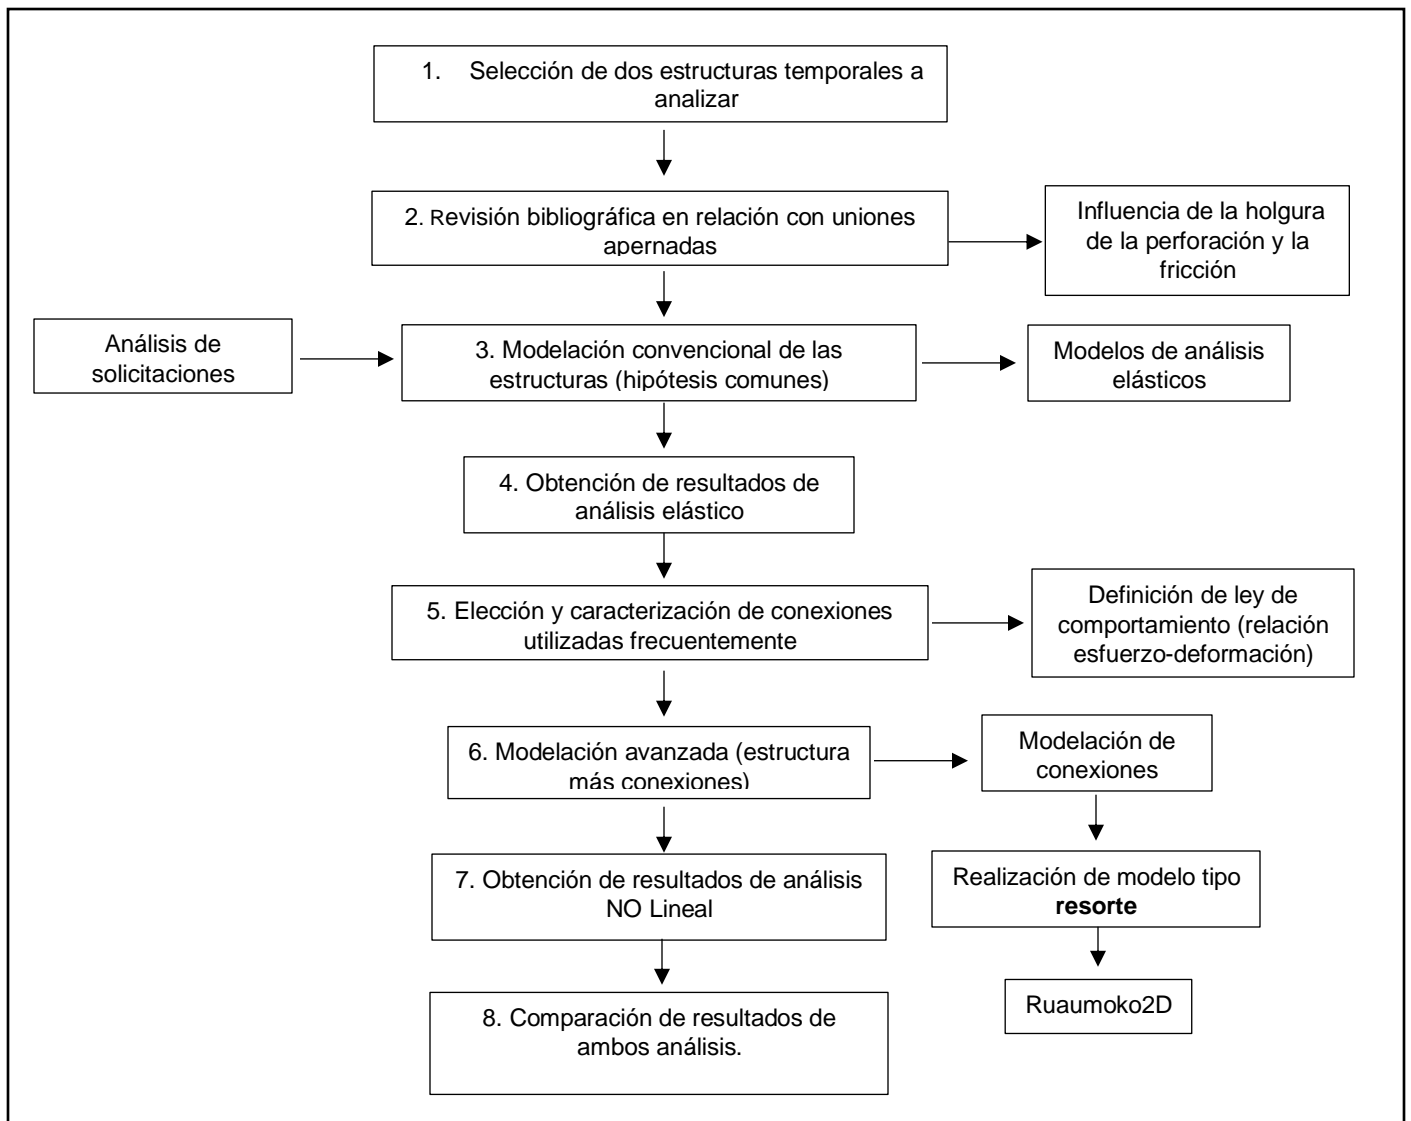 1. Selección de dos estructuras temporales a
analizar
2. Revisión bibliográfica en relación con uniones
apernadas
Influencia de la holgura
de la perforación y la
fricción
Análisis de
solicitaciones
3. Modelación convencional de las
estructuras (hipótesis comunes)
Modelos de análisis
elásticos
4. Obtención de resultados de
análisis elástico
5. Elección y caracterización de conexiones
utilizadas frecuentemente
Definición de ley de
comportamiento (relación
esfuerzo-deformación)
6. Modelación avanzada (estructura
más conexiones)
Modelación de
conexiones
7. Obtención de resultados de análisis
NO Lineal
Realización de modelo tipo
resorte
Ruaumoko2D
8. Comparación de resultados de
ambos análisis.